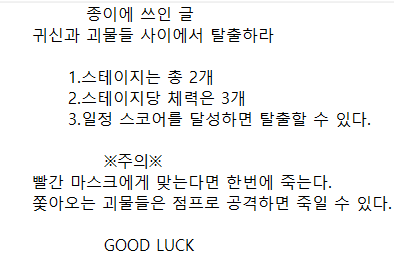 종이에 쓰인 글
귀신과 괴물들 사이에서 탈출하라
1.스테이지는 총 2개
2.스테이지당 체력은 3개
3.일정 스코어를 달성하면 탈출할 수 있다.
※주의※
빨간 마스크에게 맞는다면 한번에 죽는다.
쫓아오는 괴물들은 점프로 공격하면 죽일 수 있다.
GOOD LUCK